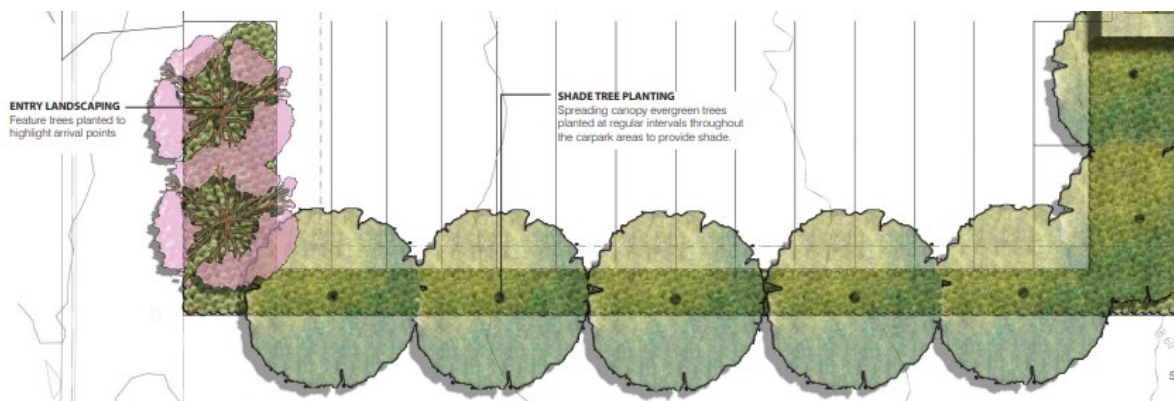 ENTRY LANDSCAPING
Feature trees planted to
highlight arrival points
SHADE TREE PLANTING
Spreading canopy evergreen trees
planted at regular intervals throughout
the carpark areas to provide shade.
S